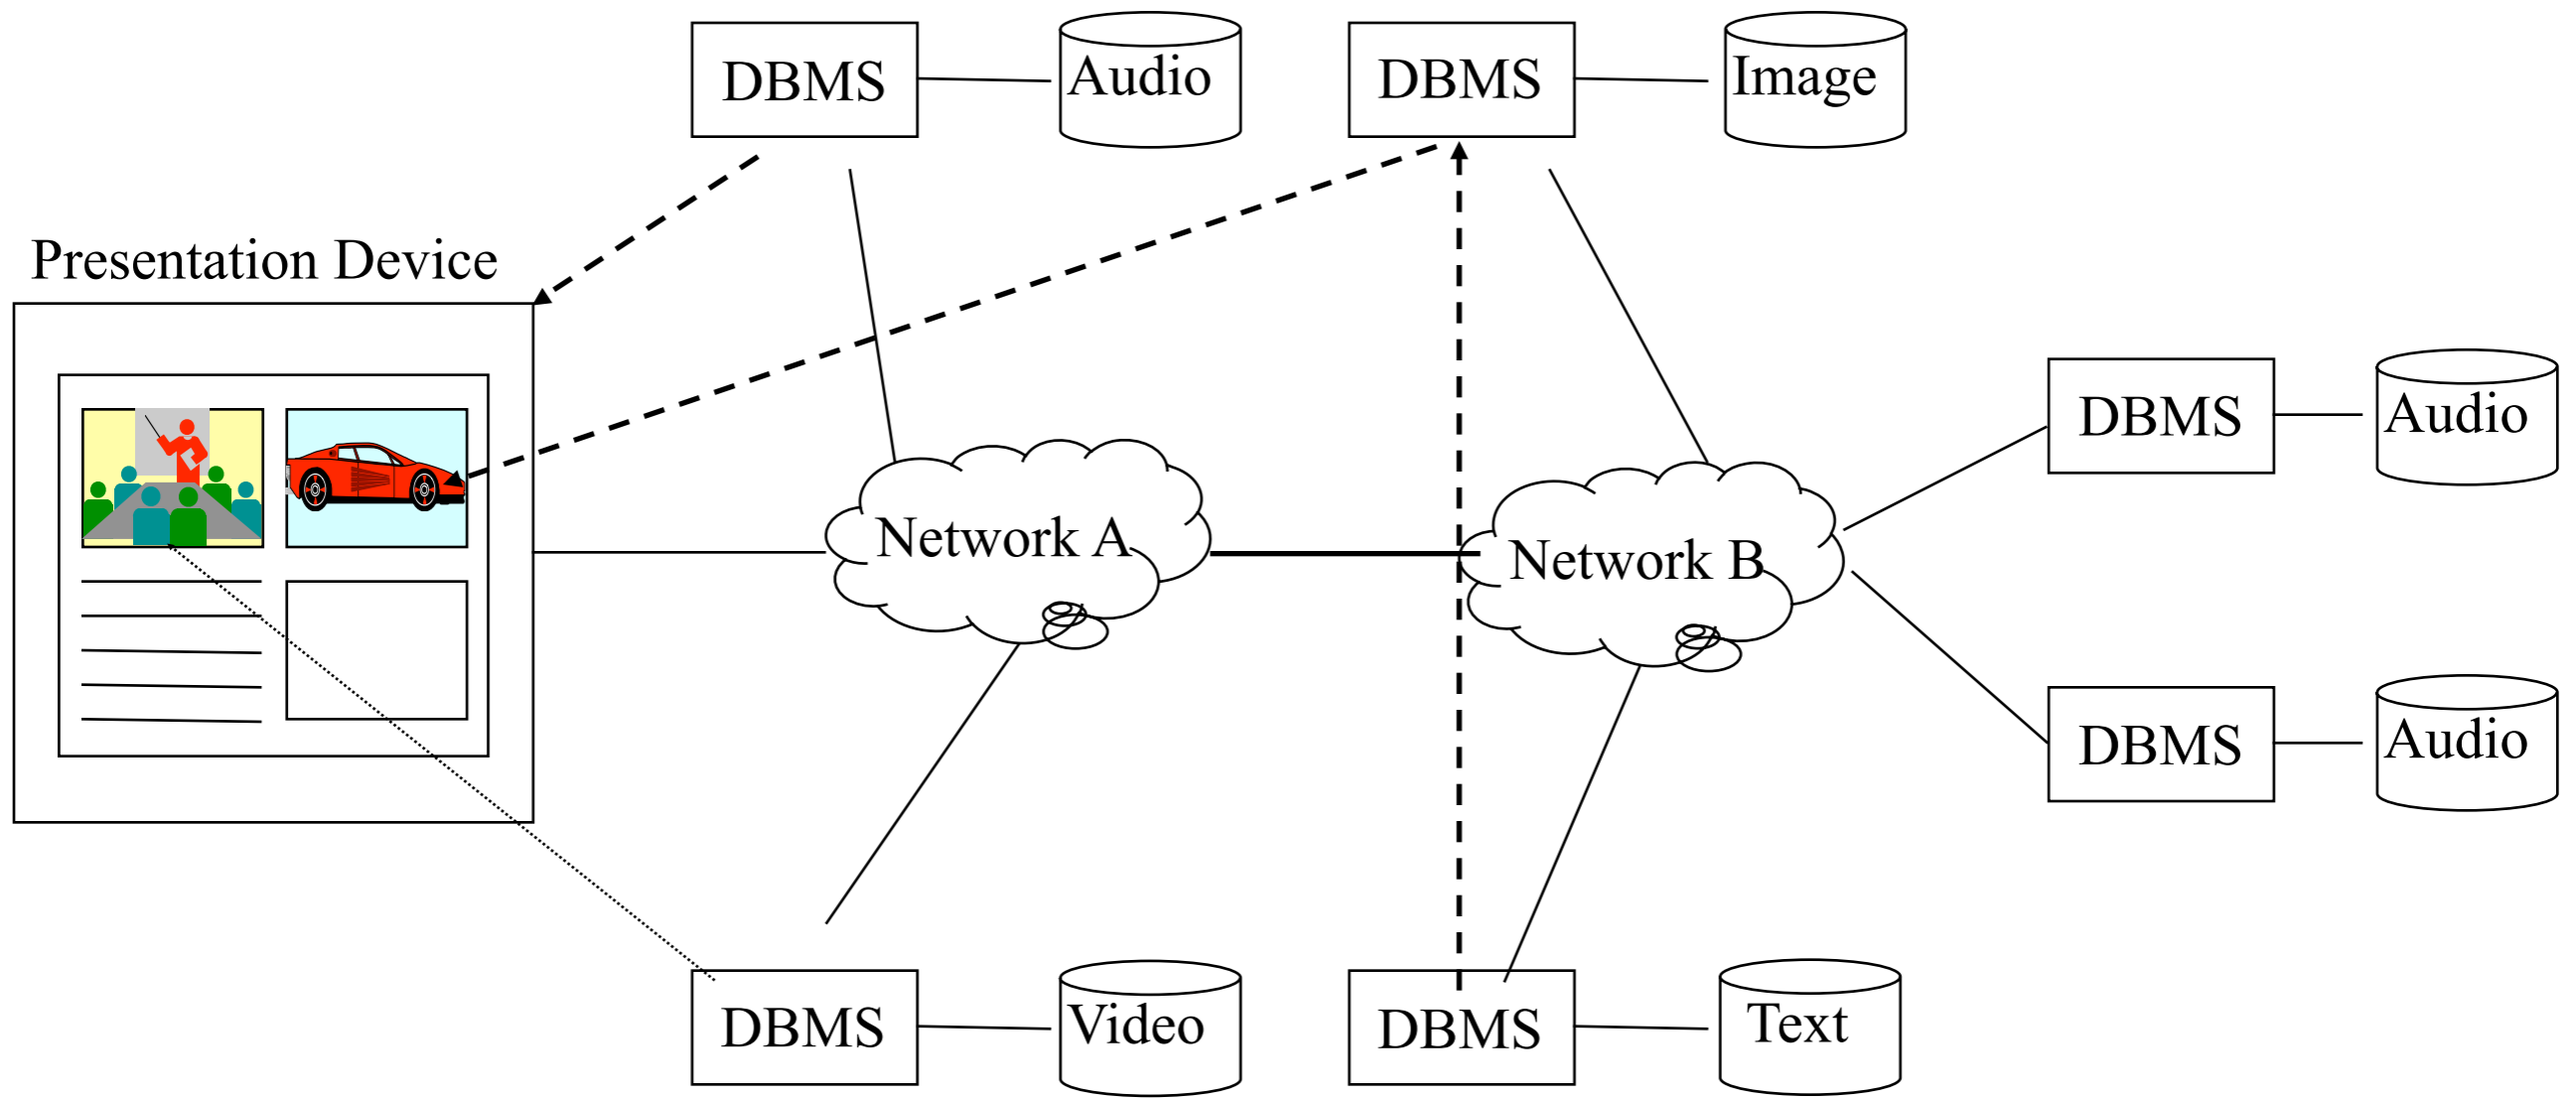 DBMS
Audio
DBMS
Image
Presentation Device
DBMS
Audio
Network A
Network B
DBMS
Audio
DBMS
Video
DBMS
Text